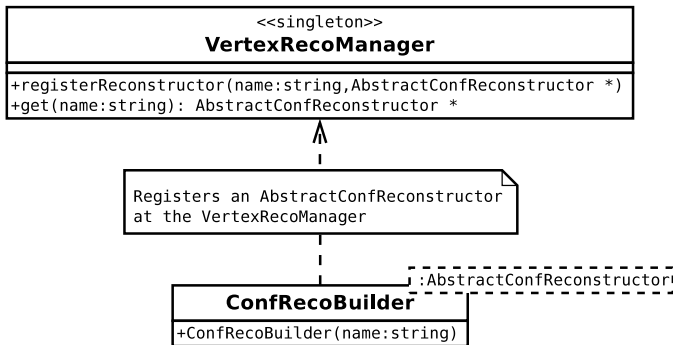 <<singleton>>
VertexRecoManager
+registerReconstructor(name:string,AbstractConfReconstructor *)
+get(name:string): AbstractConfReconstructor *
Registers an AbstractConfReconstructor
at the VertexRecoManager
:AbstractConfReconstructor
ConfRecoBuilder
+ConfRecoBuilder(name:string)